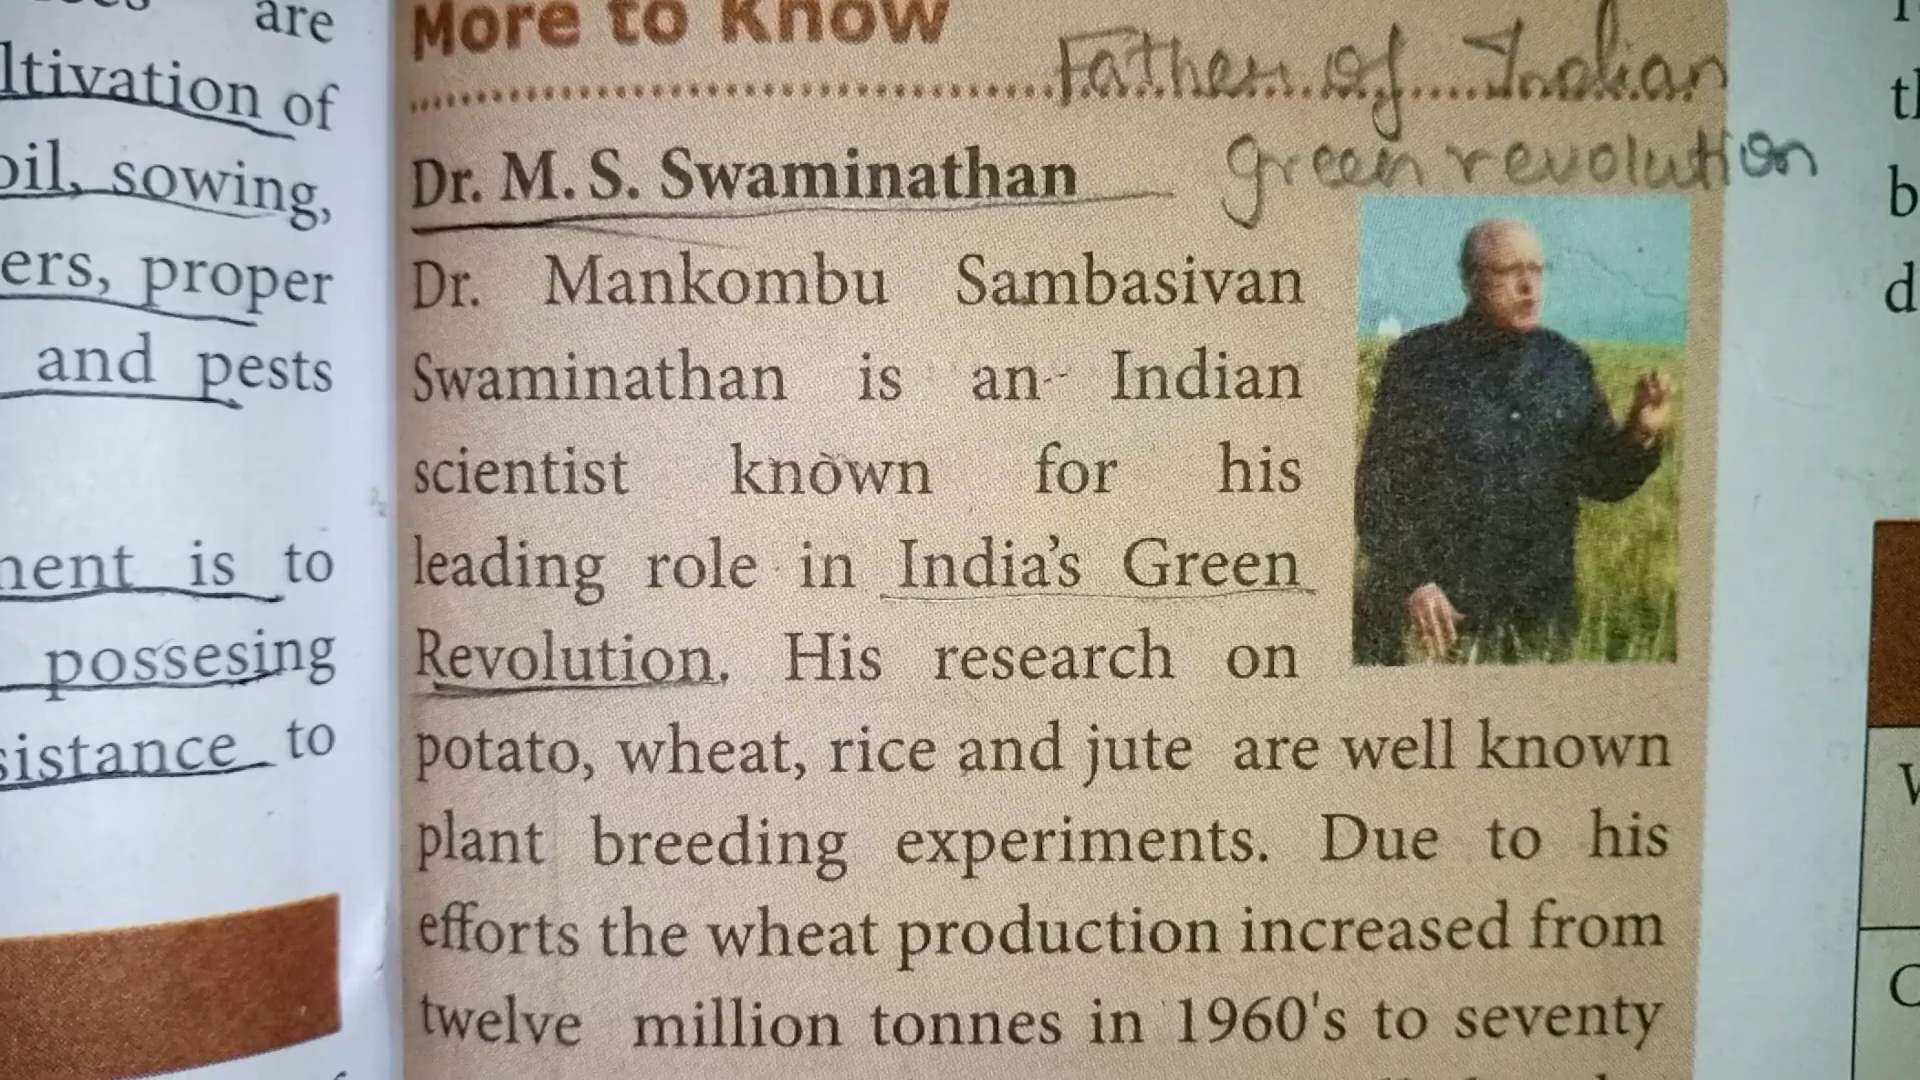 are
ltivation of
oil, sowing,
ers, proper
and pests
ment is to
possesing
sistance to
More to Know
Father of Indian
green revolution
Dr. M. S. Swaminathan
Dr. Mankombu Sambasivan
Swaminathan is an Indian
scientist known for his
leading role in India's Green
Revolution. His research on
potato, wheat, rice and jute are well known
plant breeding experiments. Due to his
efforts the wheat production increased from
twelve million tonnes in 1960's to seventy